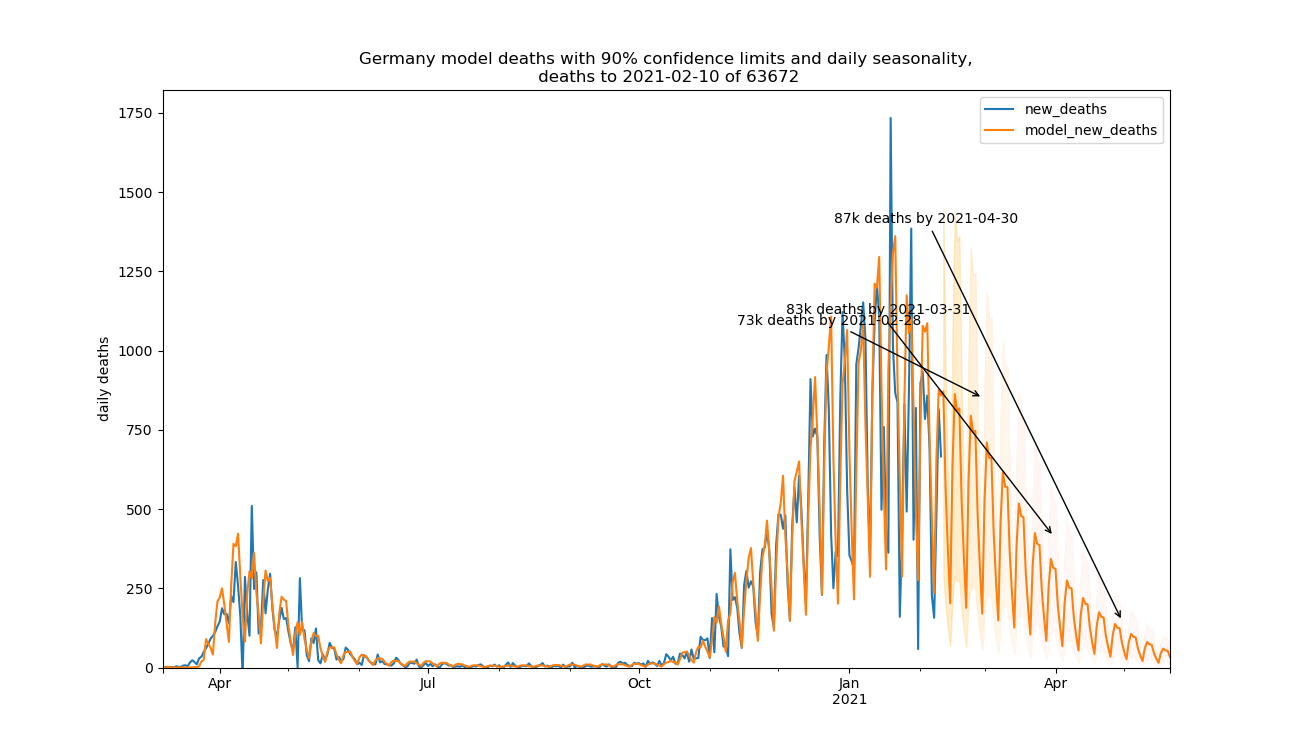 Germany model deaths with 90% confidence limits and daily seasonality,
deaths to 2021-02-10 of 63672
new_deaths
model_new_deaths
87k deaths by 2021-04-30
83k deaths by 2021-03-31
73k deaths by 2021-02-28
daily deaths
1750
1500
1250
1000
750
500
250
0
Apr
Jul
Oct
Jan
2021
Apr